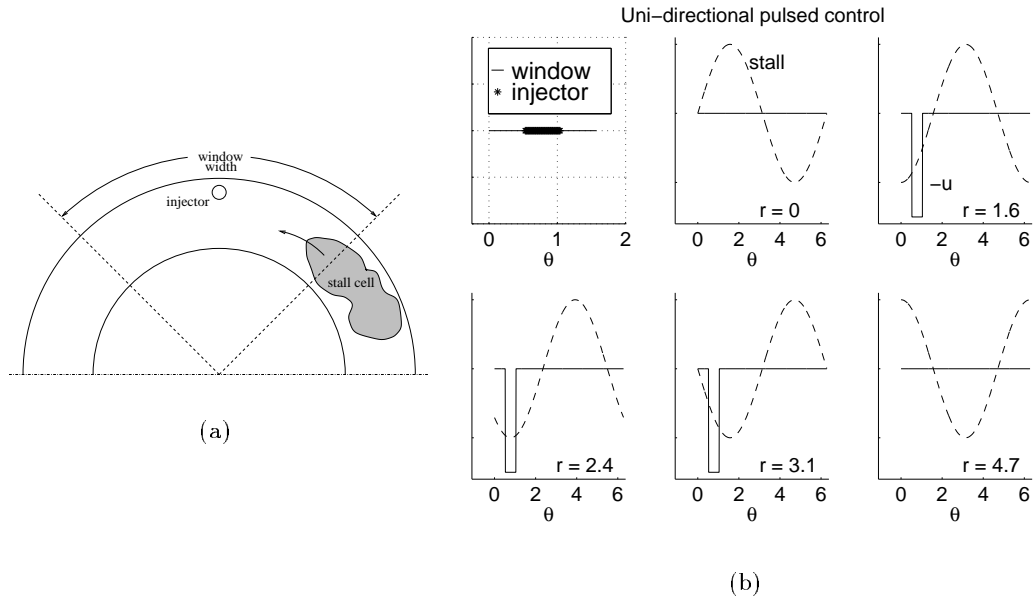 window
width
injector
stall cell
(a)
Uni-directional pulsed control
window
injector
0 1 2
θ
stall
r = 0
0 2 4 6
θ
-u
r = 1.6
0 2 4 6
θ
r = 2.4
0 2 4 6
θ
r = 3.1
0 2 4 6
θ
r = 4.7
0 2 4 6
θ
(b)